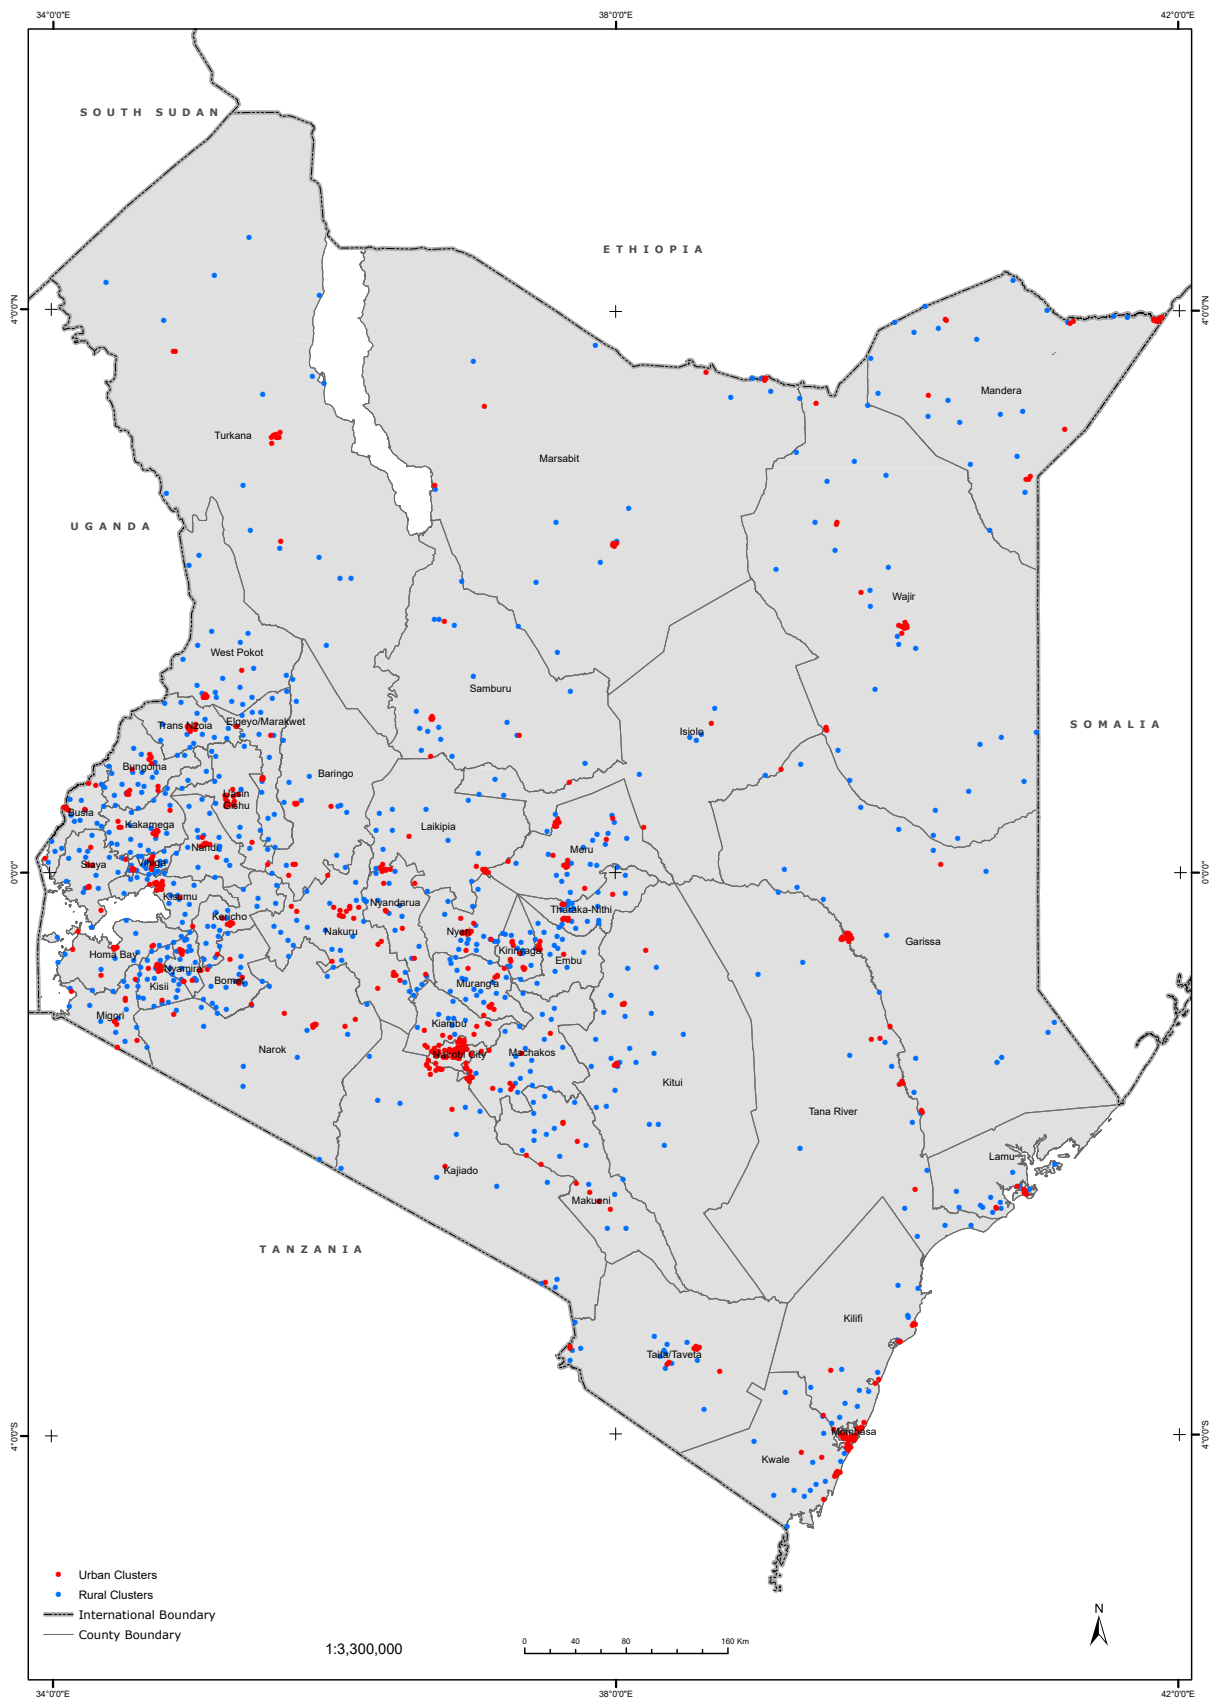 34°0'0"E 38°0'0"E 42°0'0"E
SOUTH SUDAN
ETHIOPIA
4°0'0"N 4°0'0"N
Mandera
Turkana
Marsabit
UGANDA
Wajir
West Pokot
Samburu
Trans Nzoia Elgeyo/Marakwet
Isiolo
SOMALIA
Bungoma
Baringo
Uasin
Gishu
Busia
Kakamega
Laikipia
Nandi
Meru
Siaya
Vihiga
0°0'0" 0°0'0"
Kisumu
Nyandarua
Tharaka-Nithi
Kericho
Nakuru
Nyeri
Garissa
Homa Bay
Kirinyaga
Embu
Nyamira
Bomet
Kisii
Murang'a
Migori
Kiambu
Narok
Nairobi City
Machakos
Kitui
Tana River
Lamu
Kajiado
Makueni
TANZANIA
Kilifi
Taita/Taveta
Mombasa
4°0'0"S 4°0'0"S
Kwale
Urban Clusters
Rural Clusters
International Boundary
County Boundary
1:3,300,000
0 40 80 160 Km
N
34°0'0"E 38°0'0"E 42°0'0"E